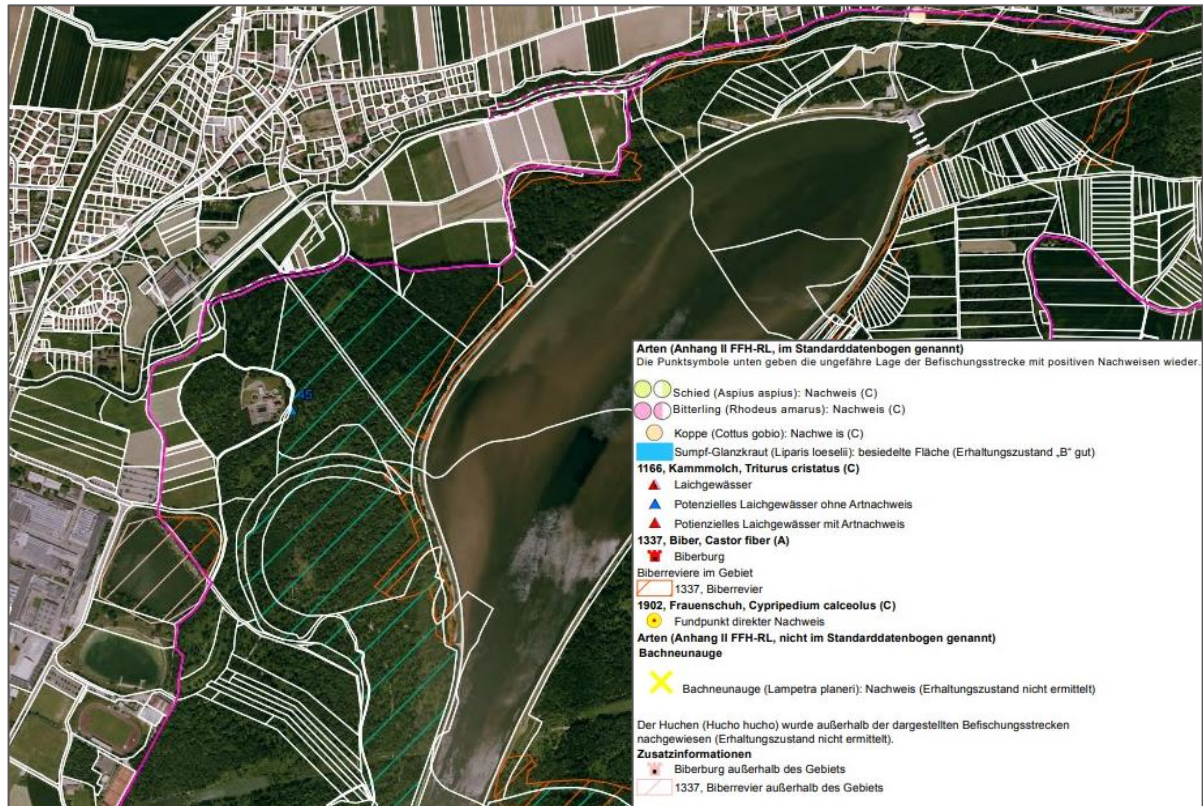 45
Arten (Anhang II FFH-RL, im Standarddatenbogen genannt)
Die Punktsymbole unten geben die ungefähre Lage der Befischungsstrecke mit positiven Nachweisen wieder.
Schied (Aspius aspius): Nachweis (C)
Bitterling (Rhodeus amarus): Nachweis (C)
Koppe (Cottus gobio): Nachwe is (C)
Sumpf-Glanzkraut (Liparis loeselii): besiedelte Fläche (Erhaltungszustand „B" gut)
1166, Kammmolch, Triturus cristatus (C)
Laichgewässer
Potenzielles Laichgewässer ohne Artnachweis
Potienzielles Laichgewässer mit Artnachweis
1337, Biber, Castor fiber (A)
Biberburg
Biberreviere im Gebiet
1337, Biberrevier
1902, Frauenschuh, Cypripedium calceolus (C)
Fundpunkt direkter Nachweis
Arten (Anhang II FFH-RL, nicht im Standarddatenbogen genannt)
Bachneunauge
Bachneunauge (Lampetra planeri): Nachweis (Erhaltungszustand nicht ermittelt)
Der Huchen (Hucho hucho) wurde außerhalb der dargestellten Befischungsstrecken
nachgewiesen (Erhaltungszustand nicht ermittelt).
Zusatzinformationen
Biberburg außerhalb des Gebiets
1337, Biberrevier außerhalb des Gebiets